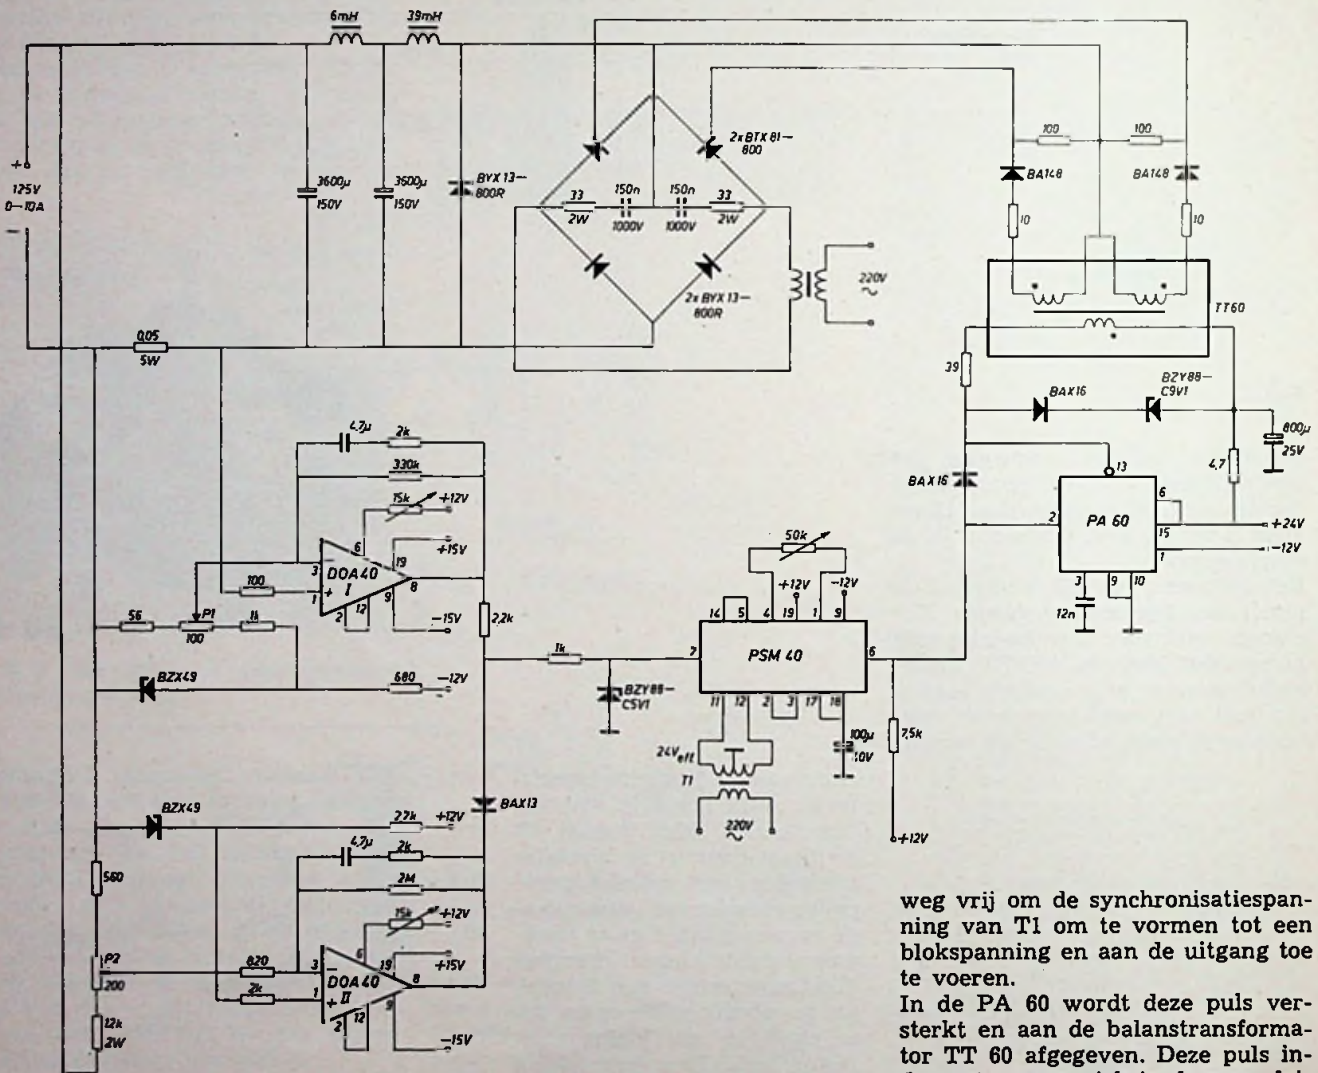 6mH
39mH
+
125V
0-10A
-
3600µ
150V
3600µ
150V
BYX 13-
800R
2xBTX 81-
800
33
2W
150n
1000V
150n
1000V
33
2W
2x BYX 13-
800R
220V
~
100
100
BA148
BA148
10
10
TT60
0,05
5W
39
BAX16
BZY88-
C9V1
800µ
25V
4,7
BAX16
13
6
2
PA 60
15
+24V
1
-12V
3
9
10
12n
4,7µ
2k
330k
15k
+12V
6
19
+15V
3
-
DOA40
I
8
100
1
+
2
12
9
-15V
56
P1
100
1k
2,2k
BZX49
680
-12V
1k
BZY88-
C5V1
50k
+12V
-12V
14
5
4
19
1
9
7
PSM 40
6
11
12
2
3
17
18
24Veff
T1
220V
~
100µ
40V
7,5k
+12V
BAX13
BZX49
2,2k
+12V
4,7µ
2k
2M
560
15k
+12V
6
19
+15V
P2
200
820
2k
3
-
1
+
DOA40
II
8
2
12
9
-15V
12k
2W
weg vrij om de synchronisatiespan-
ning van T1 om te vormen tot een
blokspanning en aan de uitgang toe
te voeren.
In de PA 60 wordt deze puls ver-
sterkt en aan de balanstransforma-
tor TT 60 afgegeven. Deze puls in-